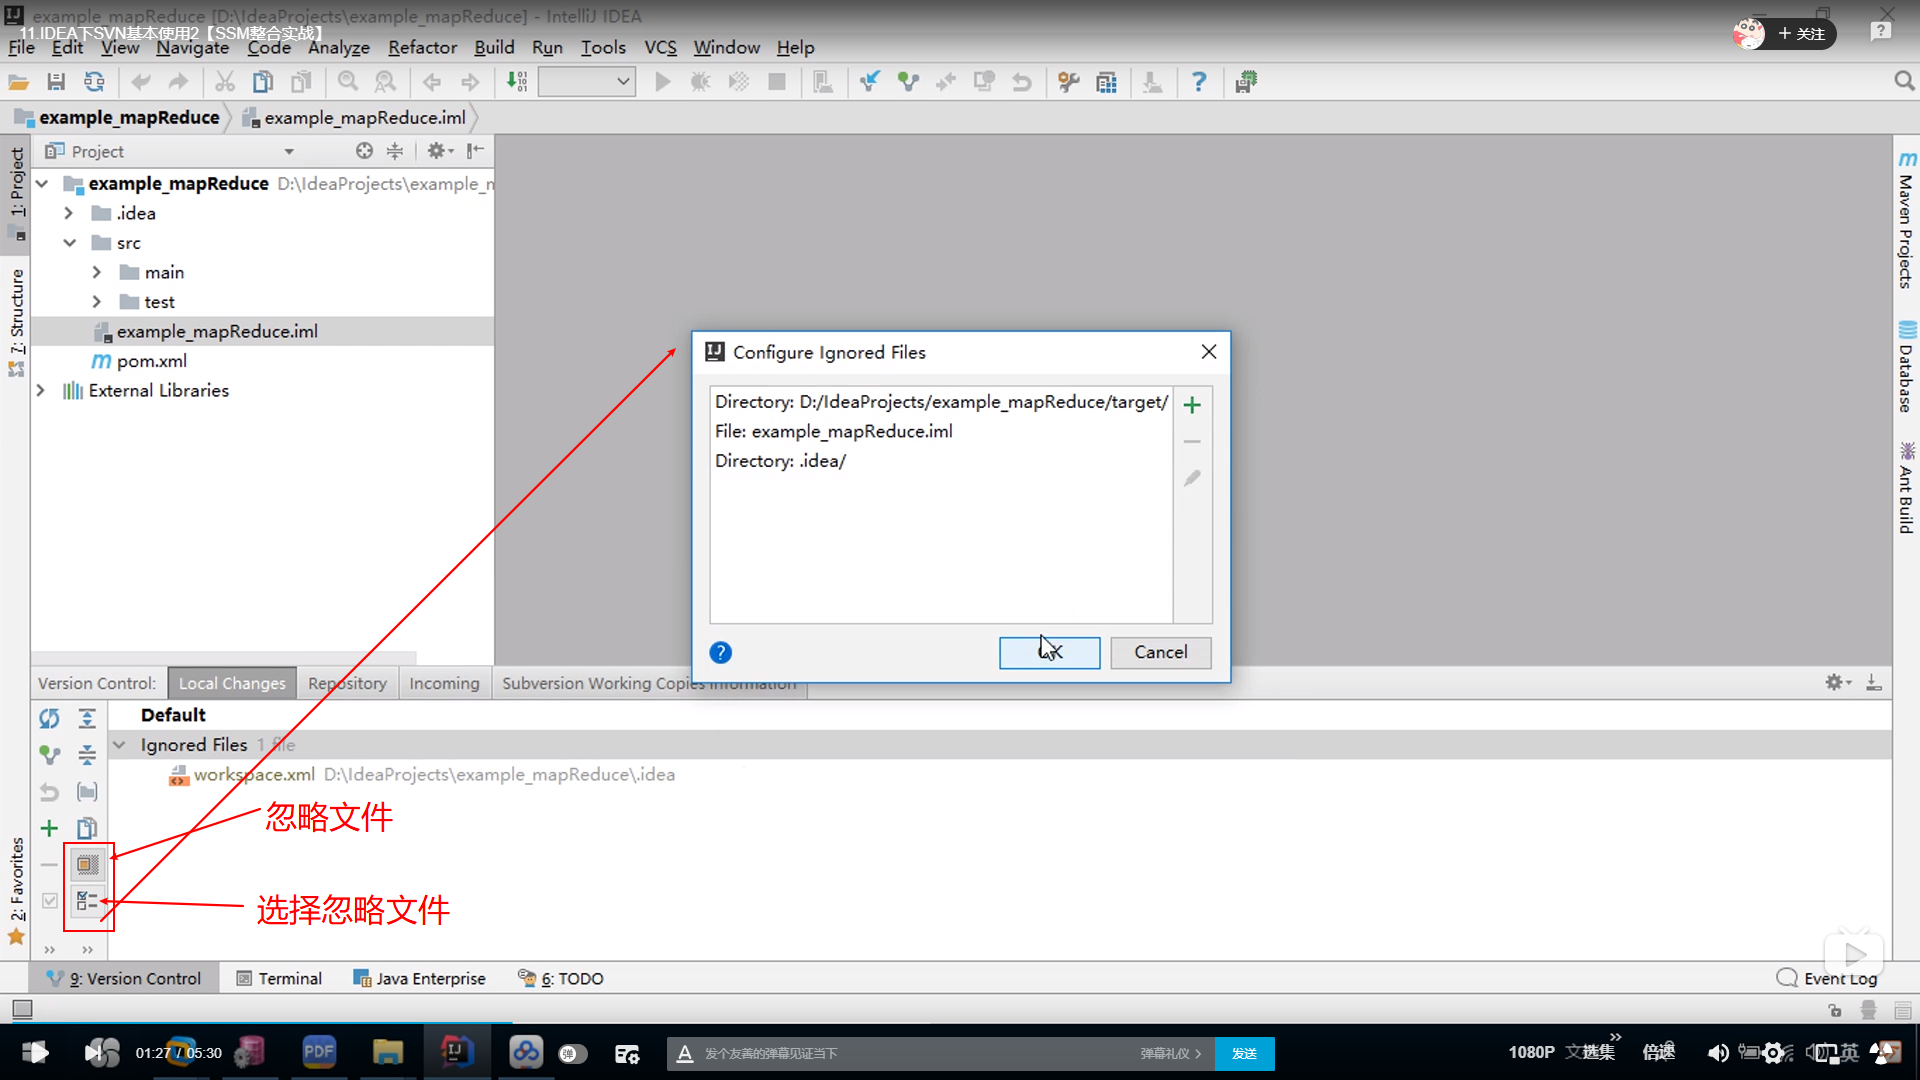 example_mapReduce [D:\IdeaProjects\example_mapReduce] - IntelliJ IDEA
11.IDEA下SVN基本使用2【SSM整合实战】
+ 关注
File Edit View Navigate Code Analyze Refactor Build Run Tools VCS Window Help
example_mapReduce example_mapReduce.iml
Project
example_mapReduce D:\IdeaProjects\example_m
.idea
src
main
test
example_mapReduce.iml
pom.xml
External Libraries
1: Project
7: Structure
2: Favorites
Maven Projects
Database
Ant Build
Configure Ignored Files
Directory: D:/IdeaProjects/example_mapReduce/target/
File: example_mapReduce.iml
Directory: .idea/
OK Cancel
Version Control: Local Changes Repository Incoming Subversion Working Copies Information
Default
Ignored Files 1 file
workspace.xml D:\IdeaProjects\example_mapReduce\.idea
忽略文件
选择忽略文件
9: Version Control Terminal Java Enterprise 6: TODO Event Log
01:27 / 05:30
PDF
弹
发个友善的弹幕见证当下
弹幕礼仪
发送
1080P 选集 倍速
英